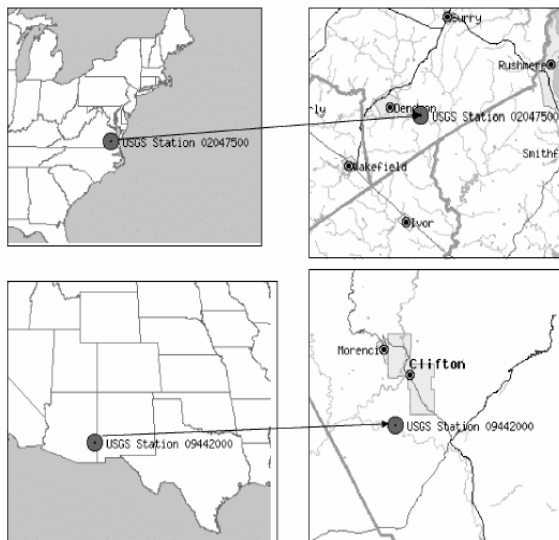 Surry
Rushmere
Dendron
USGS Station 02047500
USGS Station 02047500
Smithf
Wakefield
Ivor
Morenci
Clifton
USGS Station 09442000
USGS Station 09442000